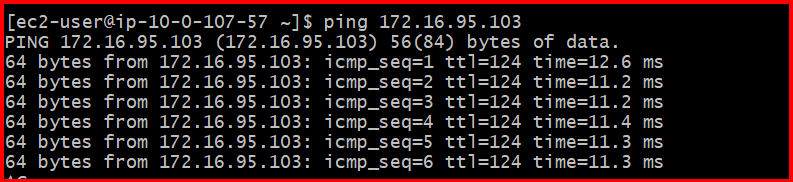 [ec2-user@ip-10-0-107-57 ~]$ ping 172.16.95.103
PING 172.16.95.103 (172.16.95.103) 56(84) bytes of data.
64 bytes from 172.16.95.103: icmp_seq=1 ttl=124 time=12.6 ms
64 bytes from 172.16.95.103: icmp_seq=2 ttl=124 time=11.2 ms
64 bytes from 172.16.95.103: icmp_seq=3 ttl=124 time=11.2 ms
64 bytes from 172.16.95.103: icmp_seq=4 ttl=124 time=11.4 ms
64 bytes from 172.16.95.103: icmp_seq=5 ttl=124 time=11.3 ms
64 bytes from 172.16.95.103: icmp_seq=6 ttl=124 time=11.3 ms